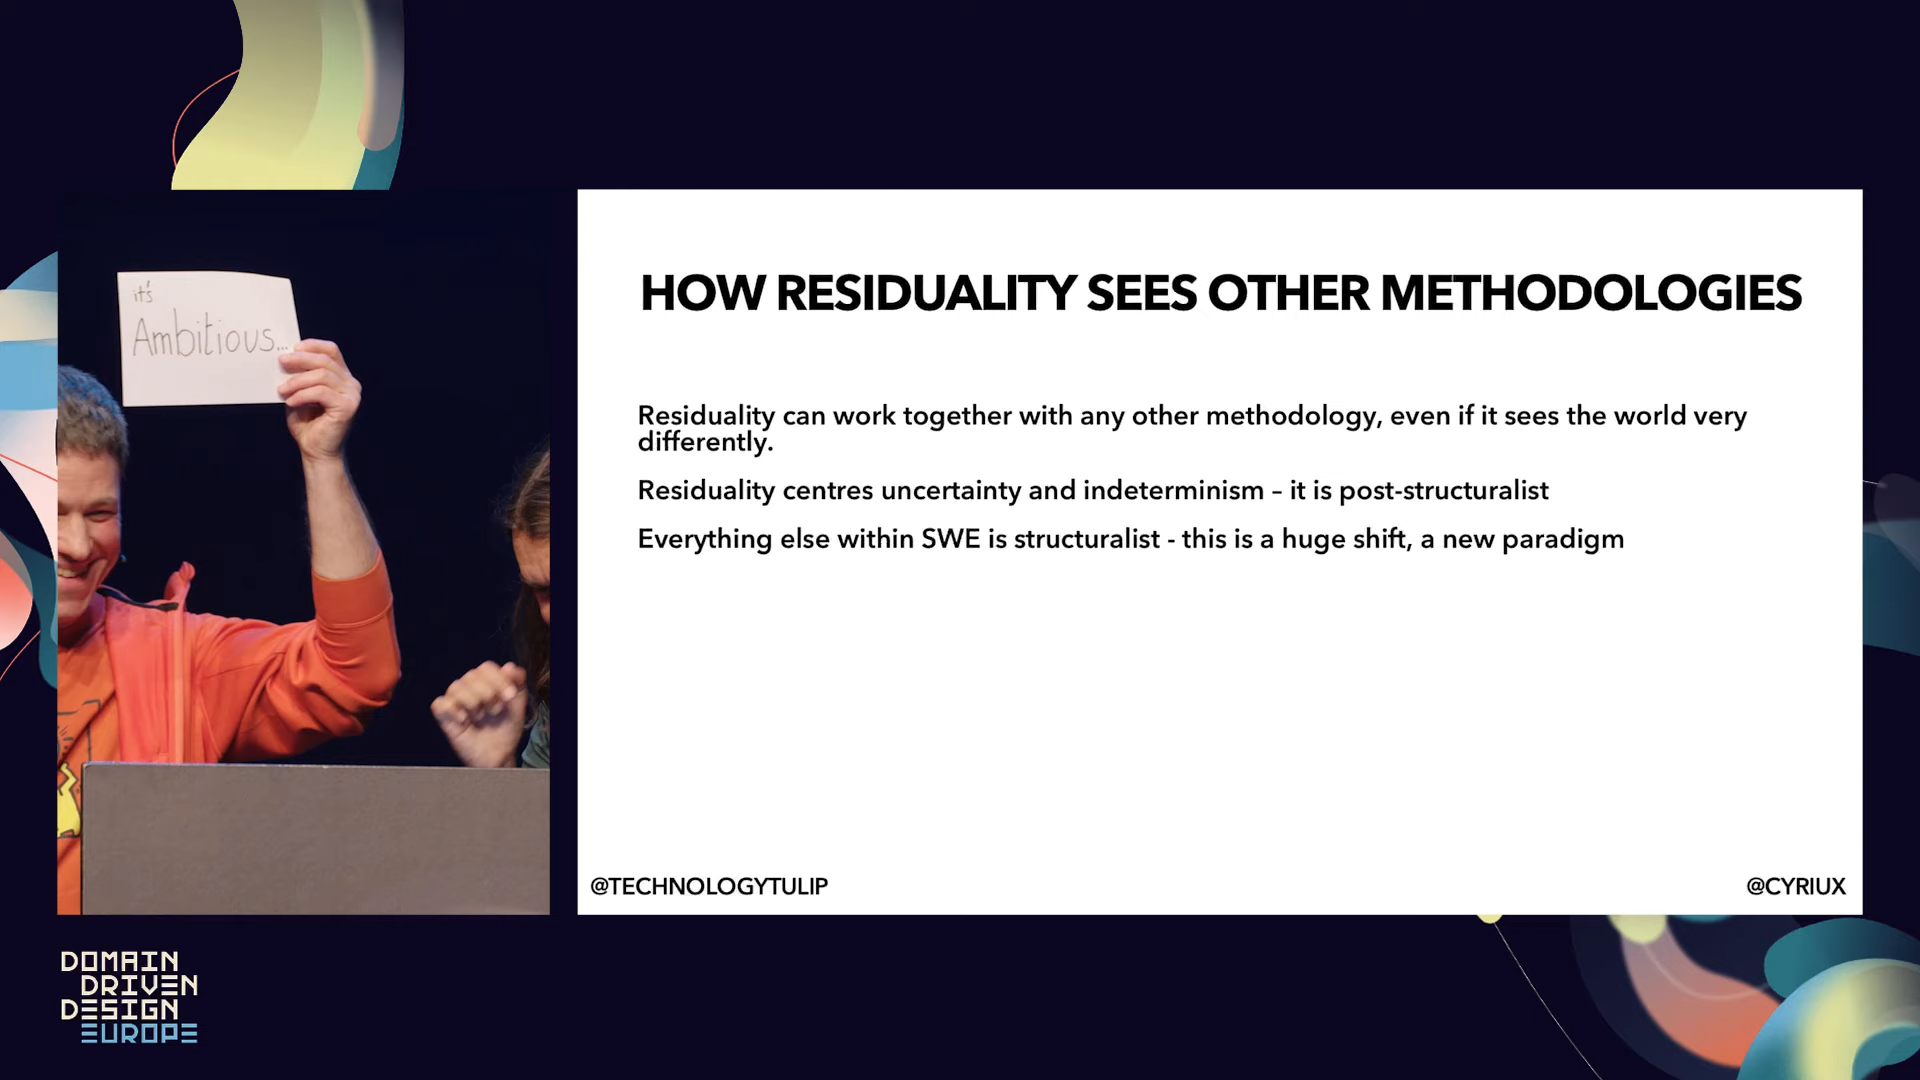 it's
Ambitious...
HOW RESIDUALITY SEES OTHER METHODOLOGIES
Residuality can work together with any other methodology, even if it sees the world very
differently.
Residuality centres uncertainty and indeterminism – it is post-structuralist
Everything else within SWE is structuralist - this is a huge shift, a new paradigm
@TECHNOLOGYTULIP
@CYRIUX
DOMAIN
DRIVEN
DESIGN
EUROPE